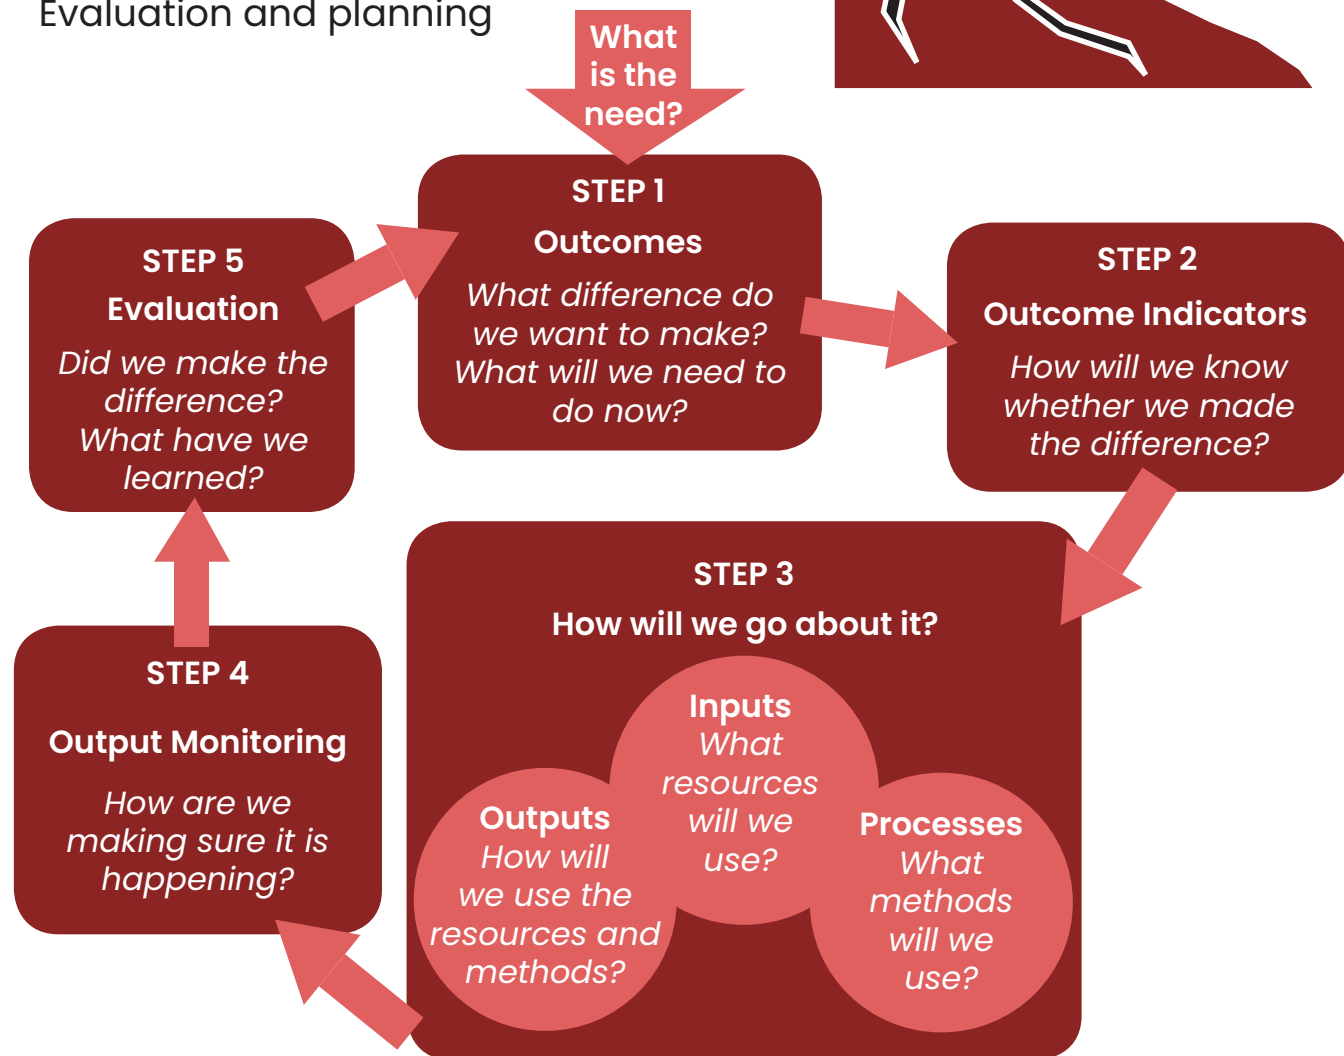 Evaluation and planning
What
is the
need?
STEP 1
Outcomes
What difference do
we want to make?
What will we need to
do now?
STEP 2
Outcome Indicators
How will we know
whether we made
the difference?
STEP 3
How will we go about it?
Inputs
What
resources
will we
use?
Processes
What
methods
will we
use?
Outputs
How will
we use the
resources and
methods?
STEP 4
Output Monitoring
How are we
making sure it is
happening?
STEP 5
Evaluation
Did we make the
difference?
What have we
learned?